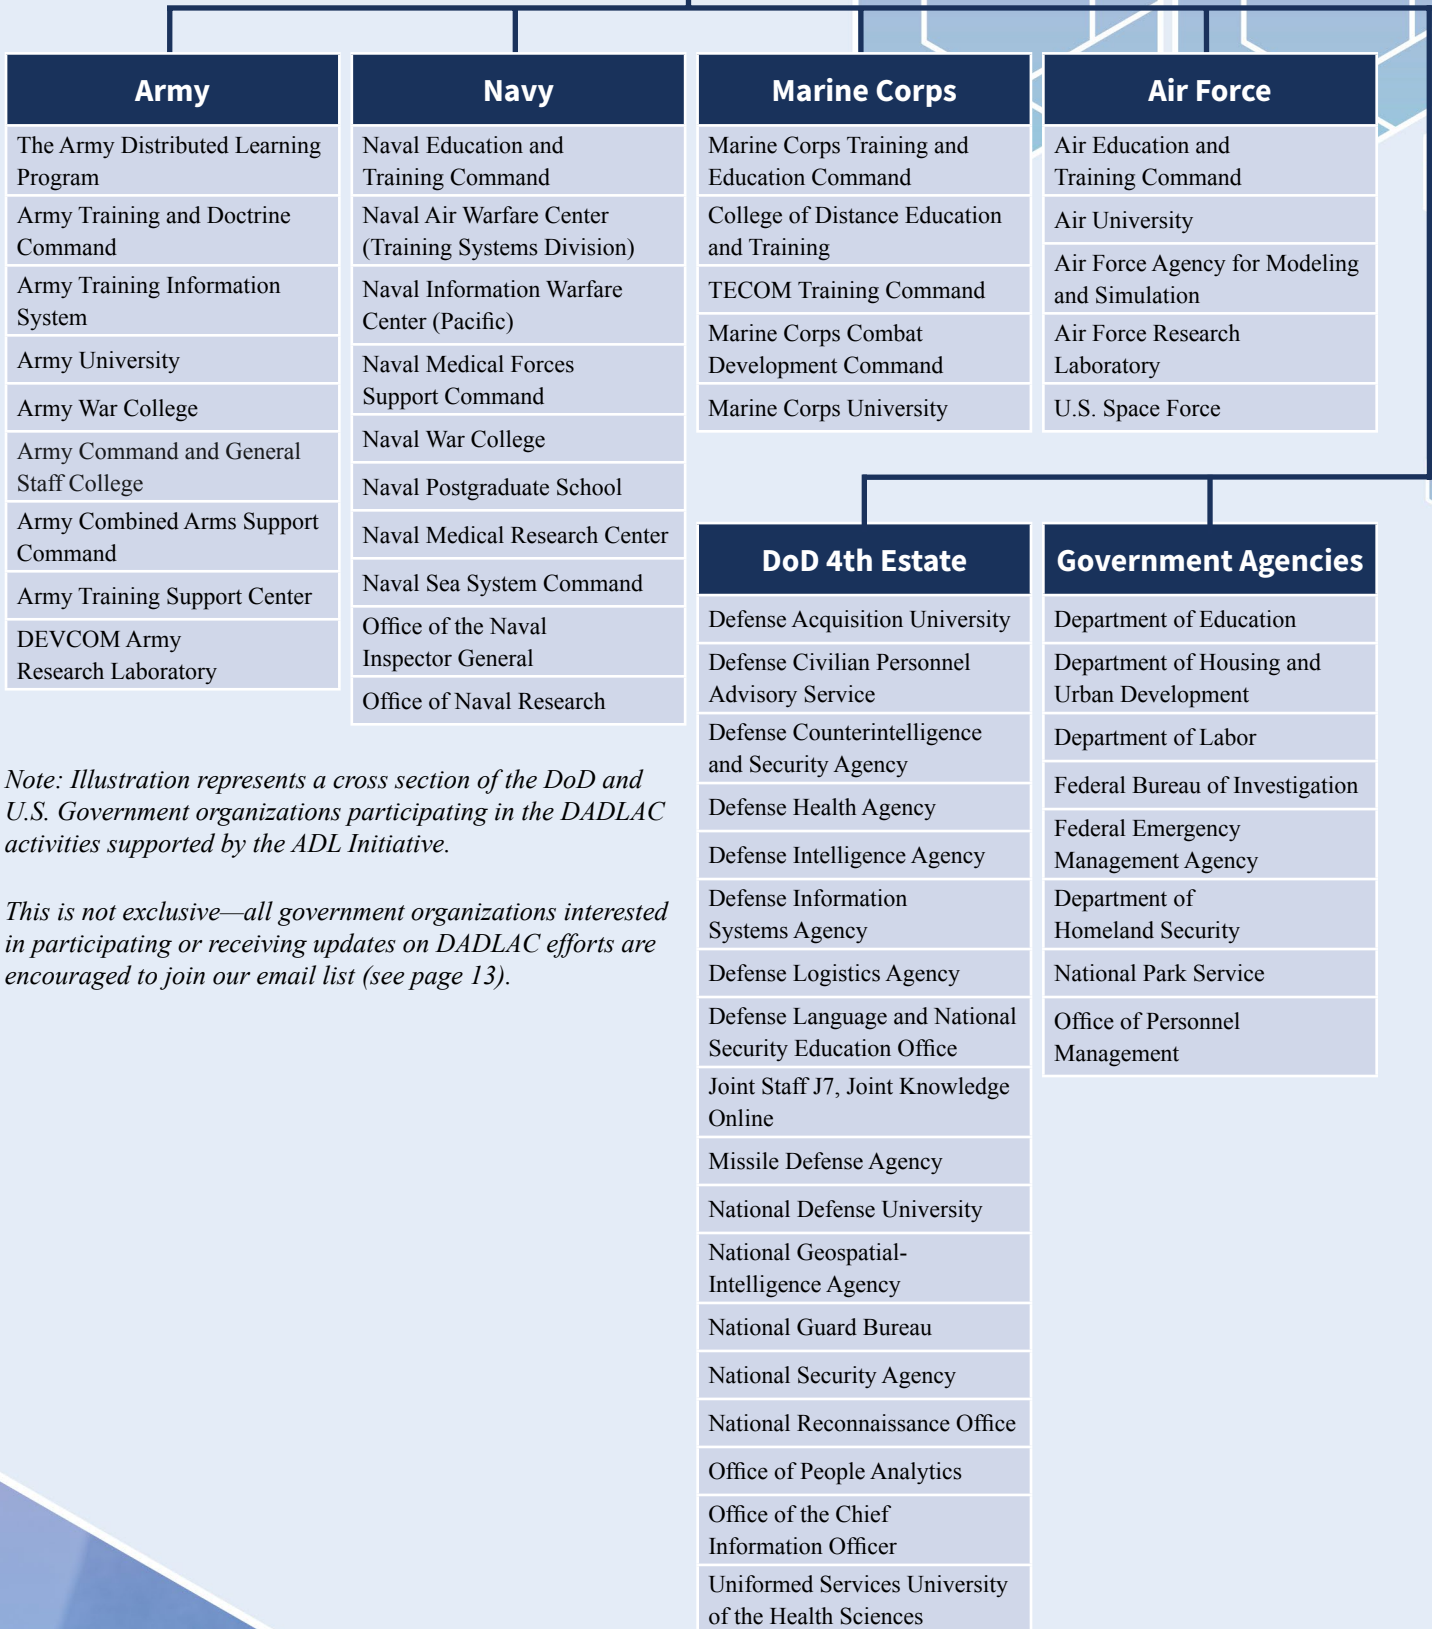 Army
The Army Distributed Learning
Program
Army Training and Doctrine
Command
Army Training Information
System
Army University
Army War College
Army Command and General
Staff College
Army Combined Arms Support
Command
Army Training Support Center
DEVCOM Army
Research Laboratory
Navy
Naval Education and
Training Command
Naval Air Warfare Center
(Training Systems Division)
Naval Information Warfare
Center (Pacific)
Naval Medical Forces
Support Command
Naval War College
Naval Postgraduate School
Naval Medical Research Center
Naval Sea System Command
Office of the Naval
Inspector General
Office of Naval Research
Marine Corps
Marine Corps Training and
Education Command
College of Distance Education
and Training
TECOM Training Command
Marine Corps Combat
Development Command
Marine Corps University
Air Force
Air Education and
Training Command
Air University
Air Force Agency for Modeling
and Simulation
Air Force Research
Laboratory
U.S. Space Force
DoD 4th Estate
Defense Acquisition University
Defense Civilian Personnel
Advisory Service
Defense Counterintelligence
and Security Agency
Defense Health Agency
Defense Intelligence Agency
Defense Information
Systems Agency
Defense Logistics Agency
Defense Language and National
Security Education Office
Joint Staff J7, Joint Knowledge
Online
Missile Defense Agency
National Defense University
National Geospatial-
Intelligence Agency
National Guard Bureau
National Security Agency
National Reconnaissance Office
Office of People Analytics
Office of the Chief
Information Officer
Uniformed Services University
of the Health Sciences
Government Agencies
Department of Education
Department of Housing and
Urban Development
Department of Labor
Federal Bureau of Investigation
Federal Emergency
Management Agency
Department of
Homeland Security
National Park Service
Office of Personnel
Management
Note: Illustration represents a cross section of the DoD and
U.S. Government organizations participating in the DADLAC
activities supported by the ADL Initiative.
This is not exclusive—all government organizations interested
in participating or receiving updates on DADLAC efforts are
encouraged to join our email list (see page 13).